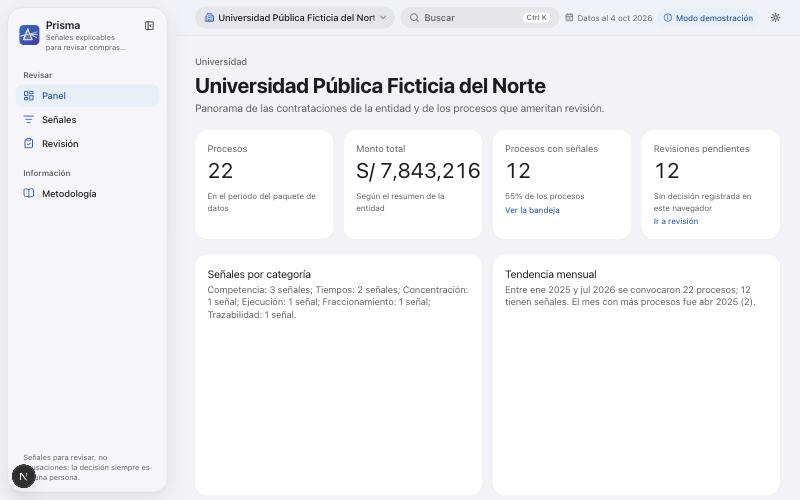 Prisma
Señales explicables
para revisar compras...
Revisar
Panel
Señales
Revisión
Información
Metodología
Señales para revisar, no
la decisión siempre es
persona.
N
Universidad Pública Ficticia del
Buscar
Ctrl K
Datos al 4 oct 2026
Modo demostración
Universidad
Universidad Pública Ficticia del Norte
Panorama de las contrataciones de la entidad y de los procesos que ameritan revisión.
Procesos
22
En el periodo del paquete de
datos
Monto total
S/ 7,843,216
Según el resumen de la
entidad
Procesos con señales
12
55% de los procesos
Ver la bandeja
Revisiones pendientes
12
Sin decisión registrada en
este navegador
Ir a revisión
Señales por categoría
Competencia: 3 señales; Tiempos: 2 señales; Concentración:
1 señal; Ejecución: 1 señal; Fraccionamiento: 1 señal;
Trazabilidad: 1 señal.
Tendencia mensual
Entre ene 2025 y jul 2026 se convocaron 22 procesos; 12
tienen señales. El mes con más procesos fue abr 2025 (2).